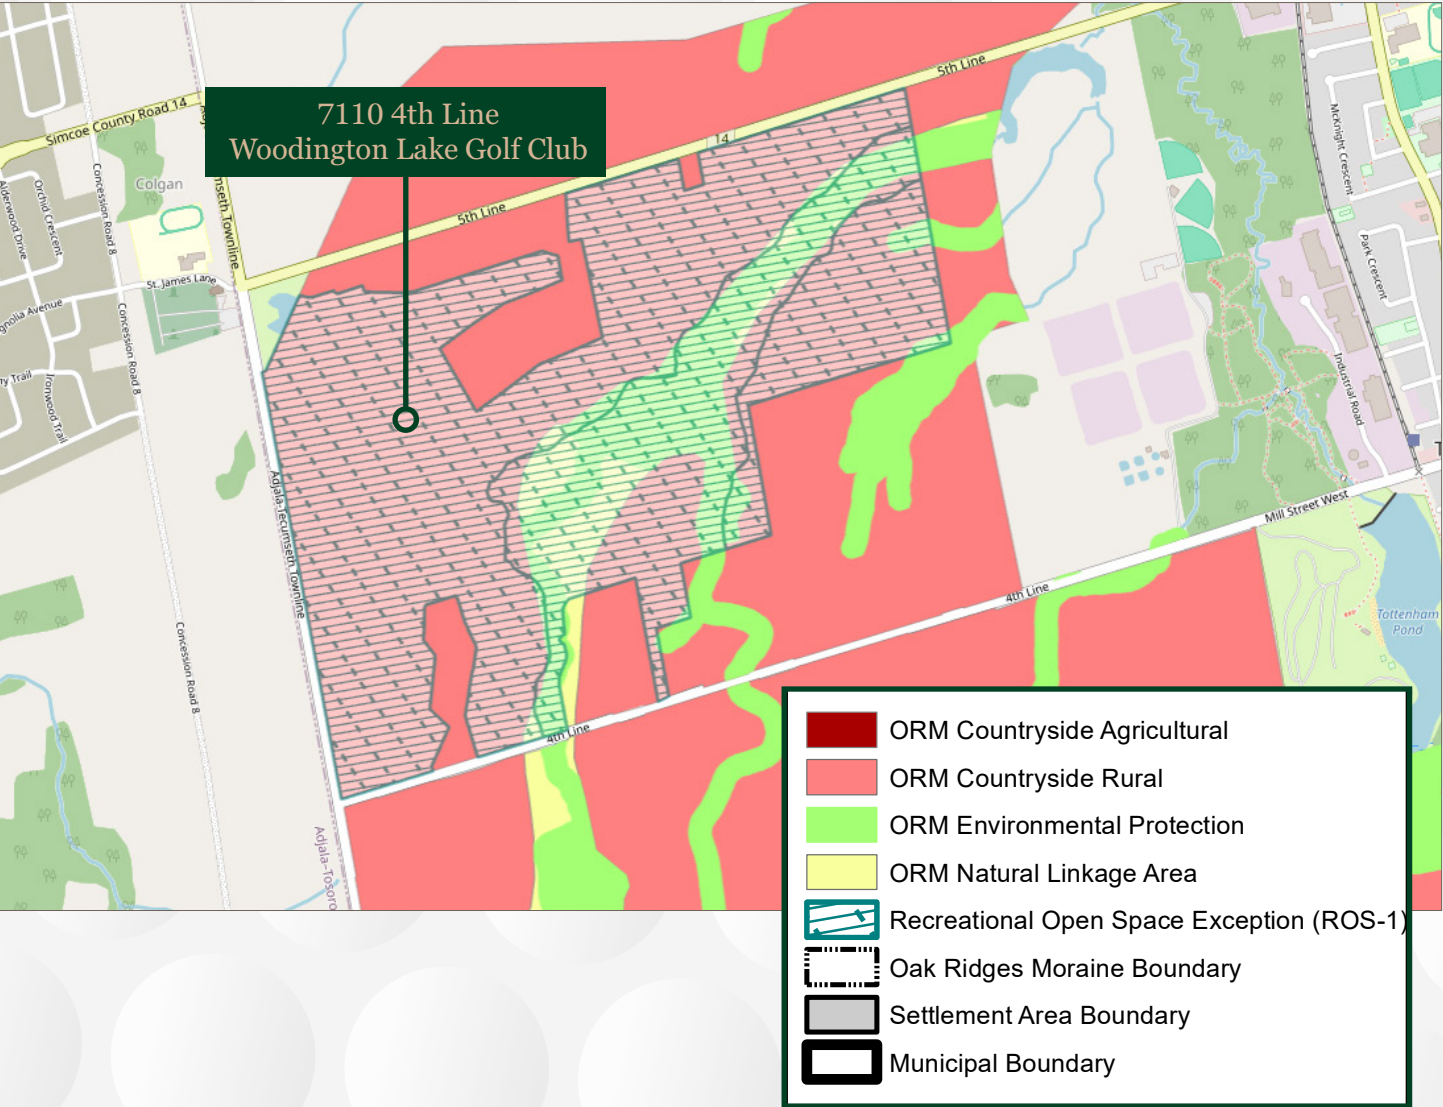 5th Line
Simcoe County Road 14
7110 4th Line
Woodington Lake Golf Club
14
McKnight Crescent
Colgan
Concession Road 8
Orchid Crescent
Alderwood Drive
5th Line
Park Crescent
St. James Lane
Concession Road 8
Industrial Road
Ironwood Trail
Adjala-Tecumseth Townline
Mill Street West
4th Line
Tottenham
Pond
Concession Road 8
4th Line
ORM Countryside Agricultural
ORM Countryside Rural
ORM Environmental Protection
ORM Natural Linkage Area
Recreational Open Space Exception (ROS-1)
Oak Ridges Moraine Boundary
Settlement Area Boundary
Municipal Boundary